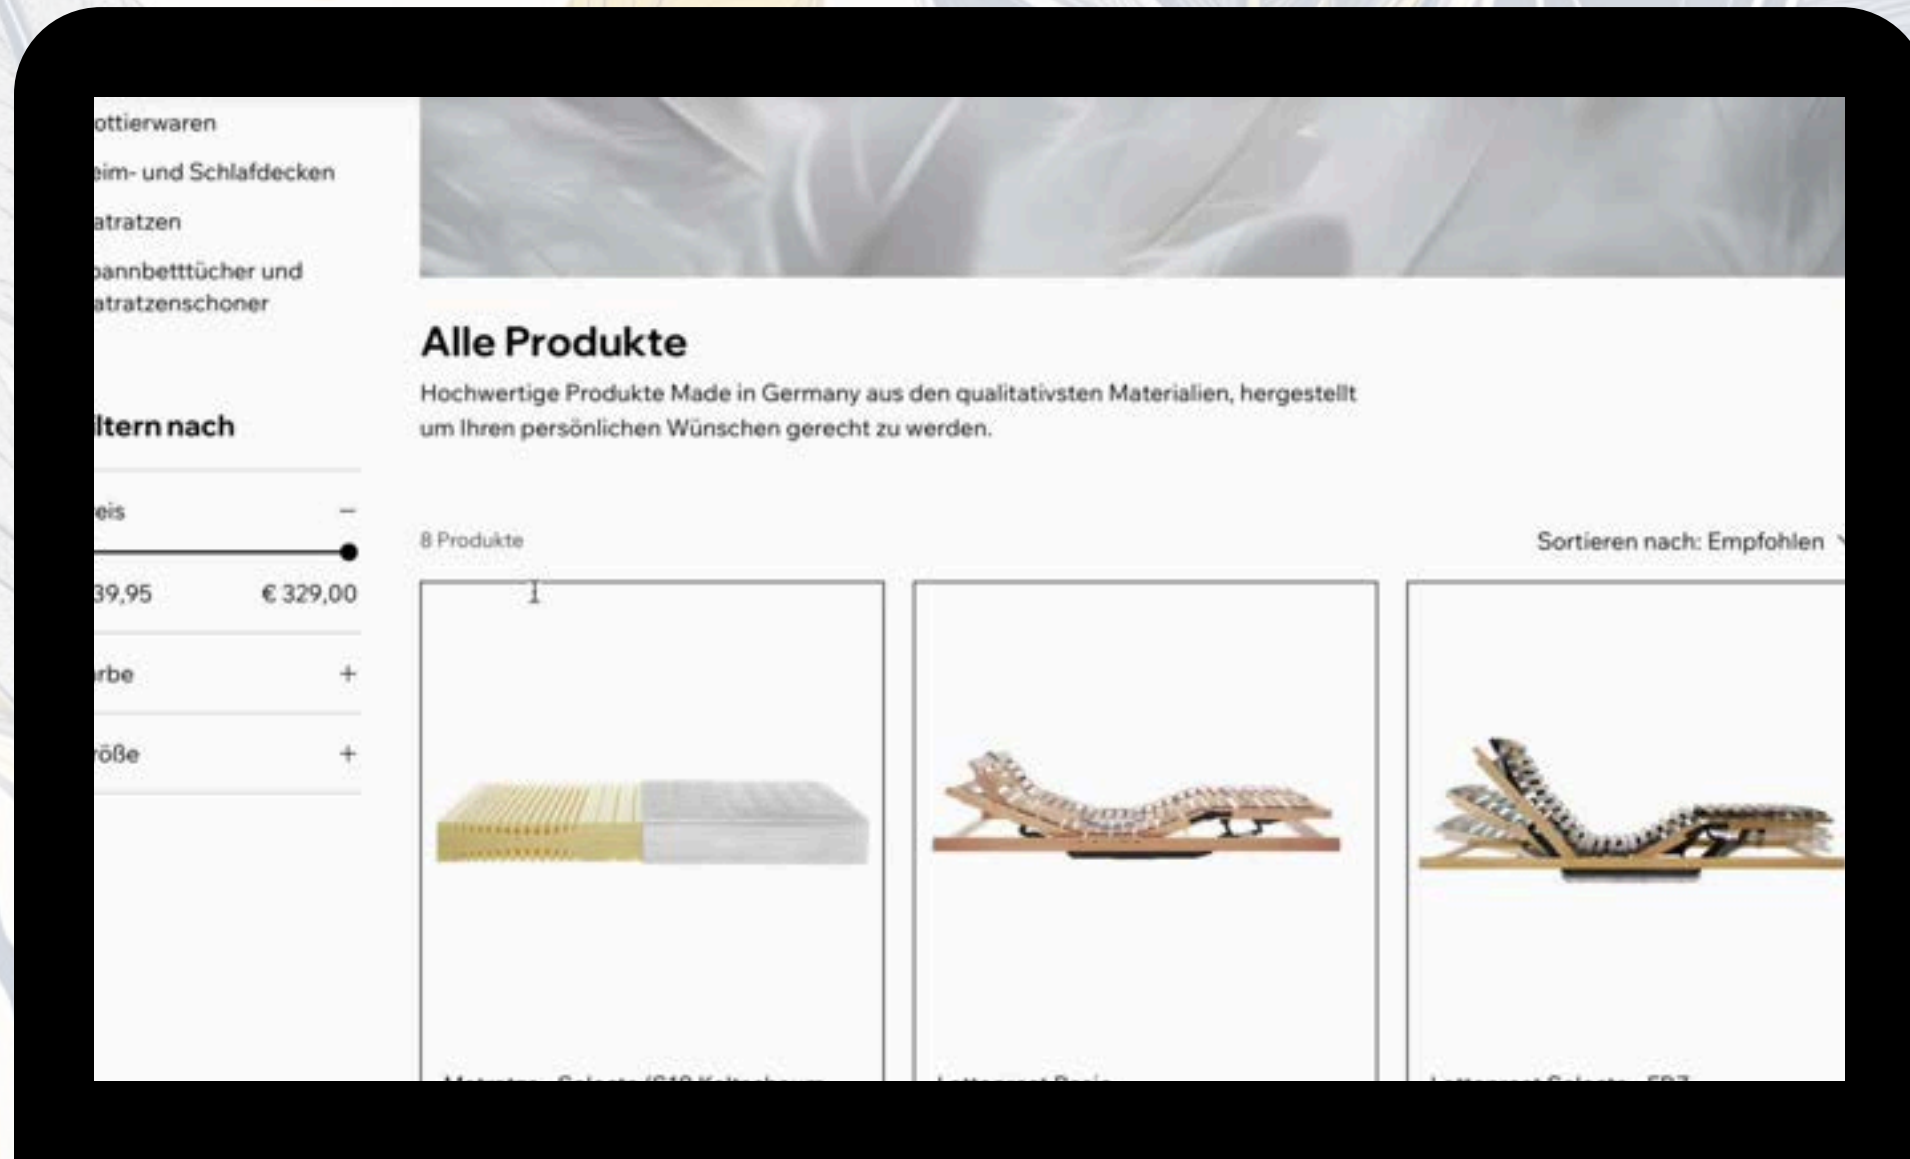 ottierwaren
eim- und Schlafdecken
atratzen
pannbetttücher und
atratzenschoner
ltern nach
eis
39,95 € 329,00
rbe +
röße +
Alle Produkte
Hochwertige Produkte Made in Germany aus den qualitativsten Materialien, hergestellt
um Ihren persönlichen Wünschen gerecht zu werden.
8 Produkte
Sortieren nach: Empfohlen